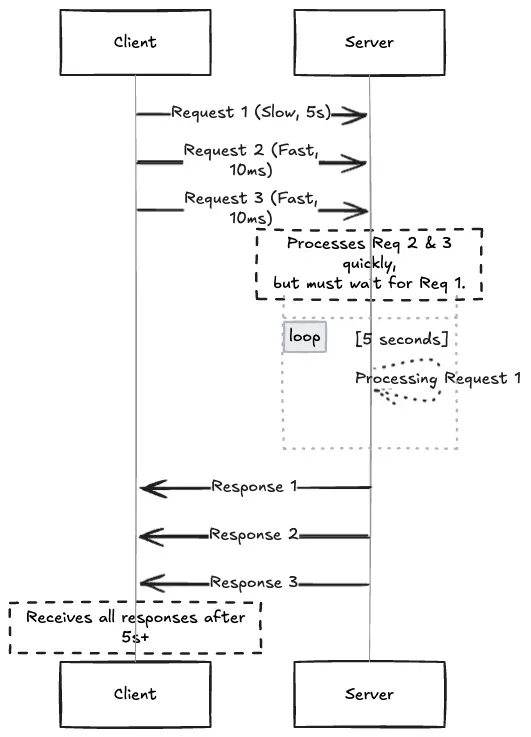 Client
Server
Request 1 (Slow, 5s)
Request 2 (Fast,
10ms)
Request 3 (Fast,
10ms)
Processes Req 2 & 3
quickly,
but must wait for Req 1.
loop
[5 seconds]
Processing Request 1
Response 1
Response 2
Response 3
Receives all responses after
5s+
Client
Server